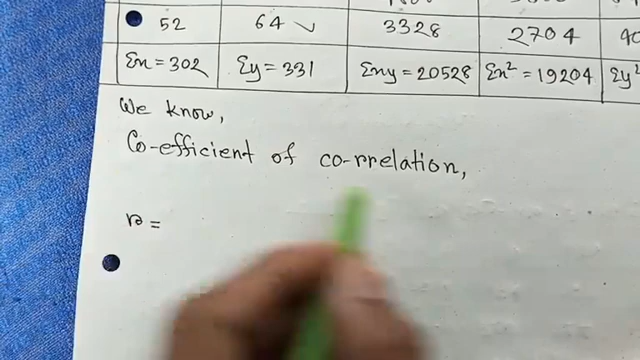 52 64 3328 2704
Σx = 302 Σy = 331 Σxy = 20528 Σx² = 19204 Σy²
We know,
Co-efficient of co-rrelation,
r =